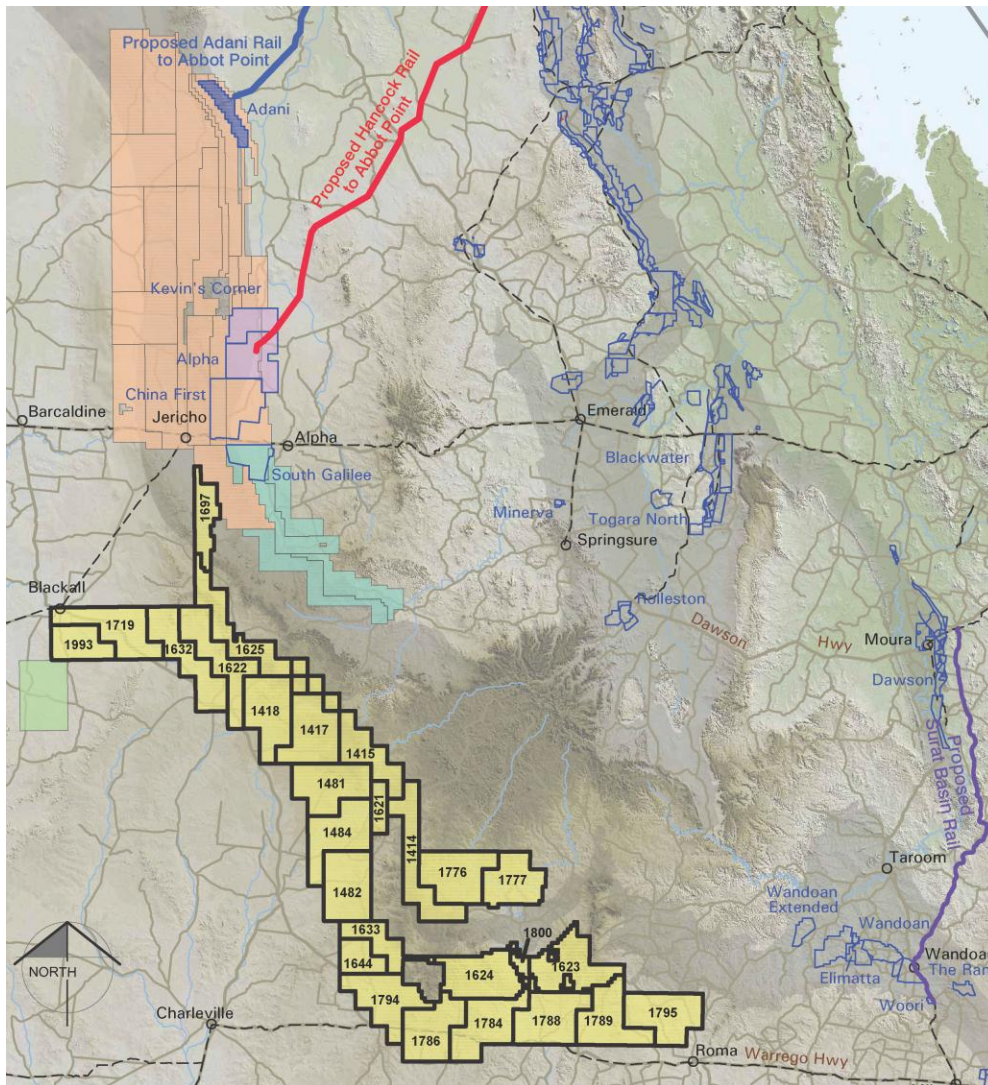 Proposed Adani Rail
to Abbot Point
Adani
Proposed Hancock Rail
to Abbot Point
Kevin's Corner
Alpha
China First
Barcaldine
Jericho
Alpha
Emerald
South Galilee
Blackwater
Minerva
Togara North
Springsure
1697
Blackall
Rolleston
Dawson
Hwy
1719
1993
1632
1625
1622
Moura
Dawson
1418
1417
1415
Proposed
Surat Basin Rail
1481
1621
1484
1414
Taroom
1776
1777
1482
Wandoan
Extended
Wandoan
1633
1800
1644
1624
1623
Elimatta
Wandoa
The Ran
Woori
NORTH
1794
Charleville
1786
1784
1788
1789
1795
Roma
Warrego Hwy